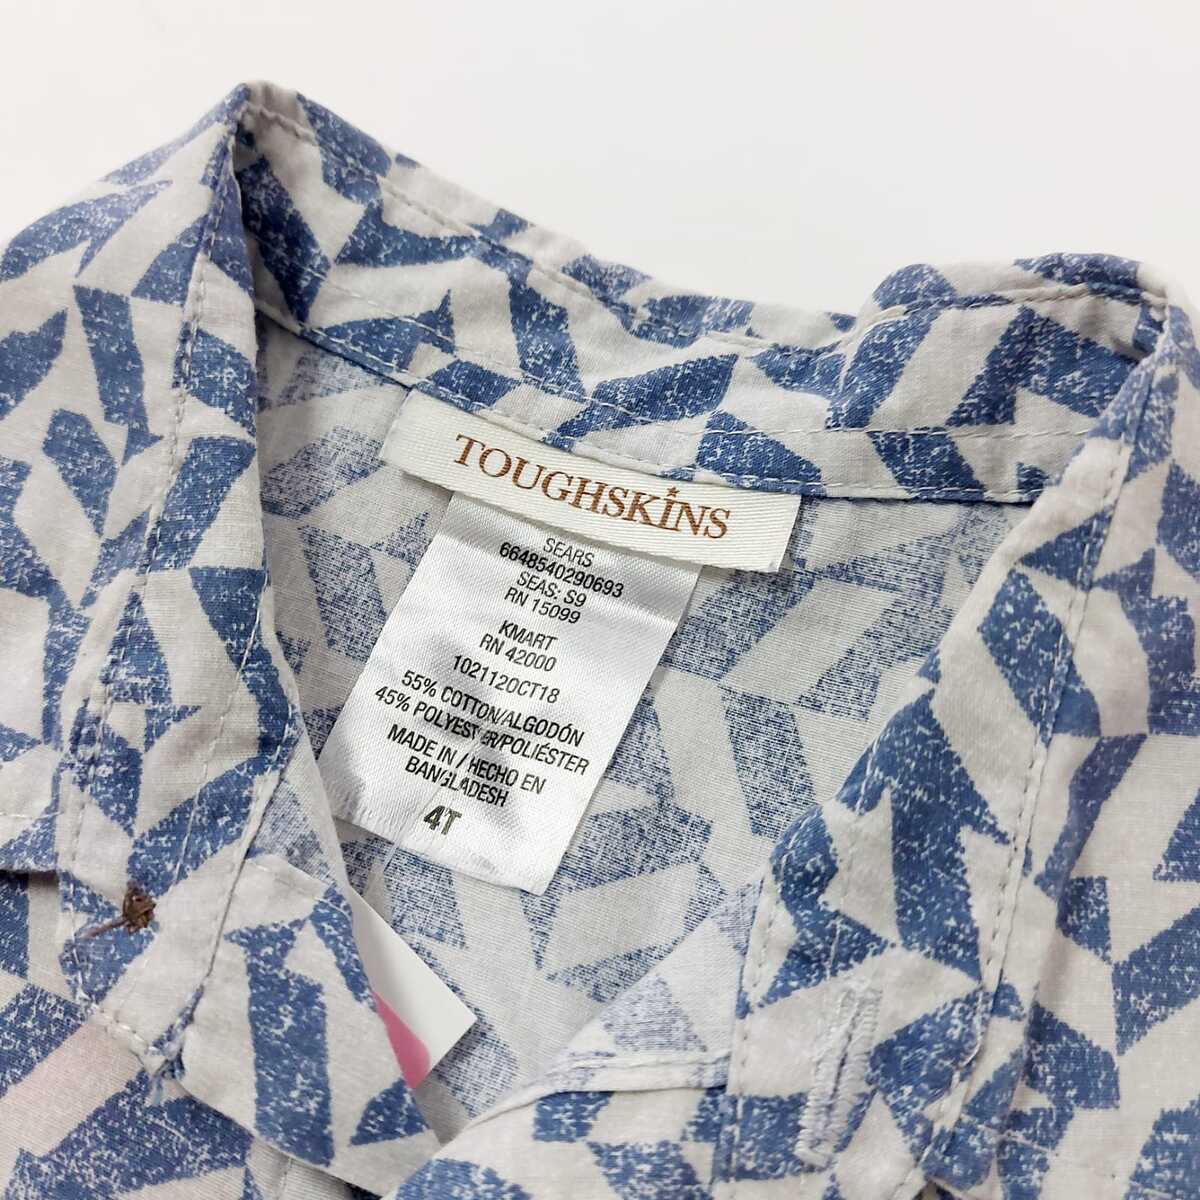 TOUGHSKINS
SEARS
6648540290693
SEAS: S9
RN 15099
KMART
RN 42000
102112OCT18
55% COTTON/ALGODÓN
45% POLYESTER/POLIÉSTER
MADE IN / HECHO EN
BANGLADESH
4T